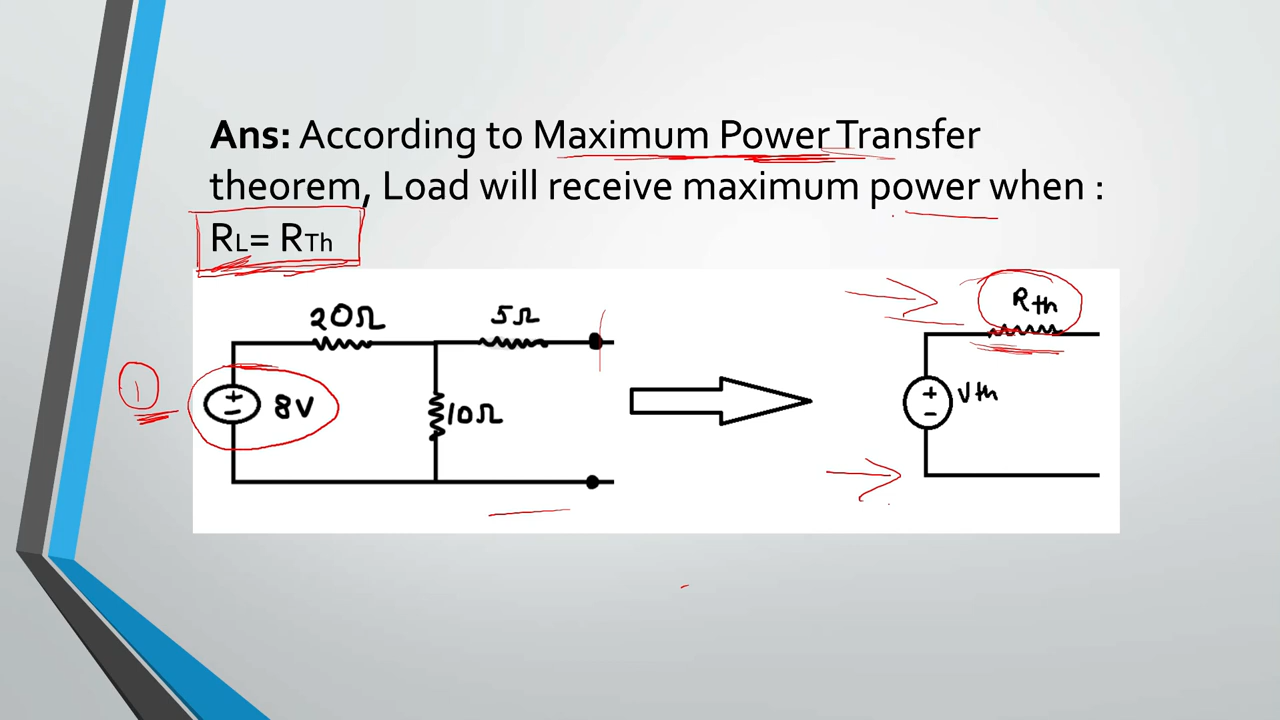 Ans: According to Maximum Power Transfer
theorem, Load will receive maximum power when :
RL= RTh
20Ω 5Ω Rth
1 8V 10Ω Vth